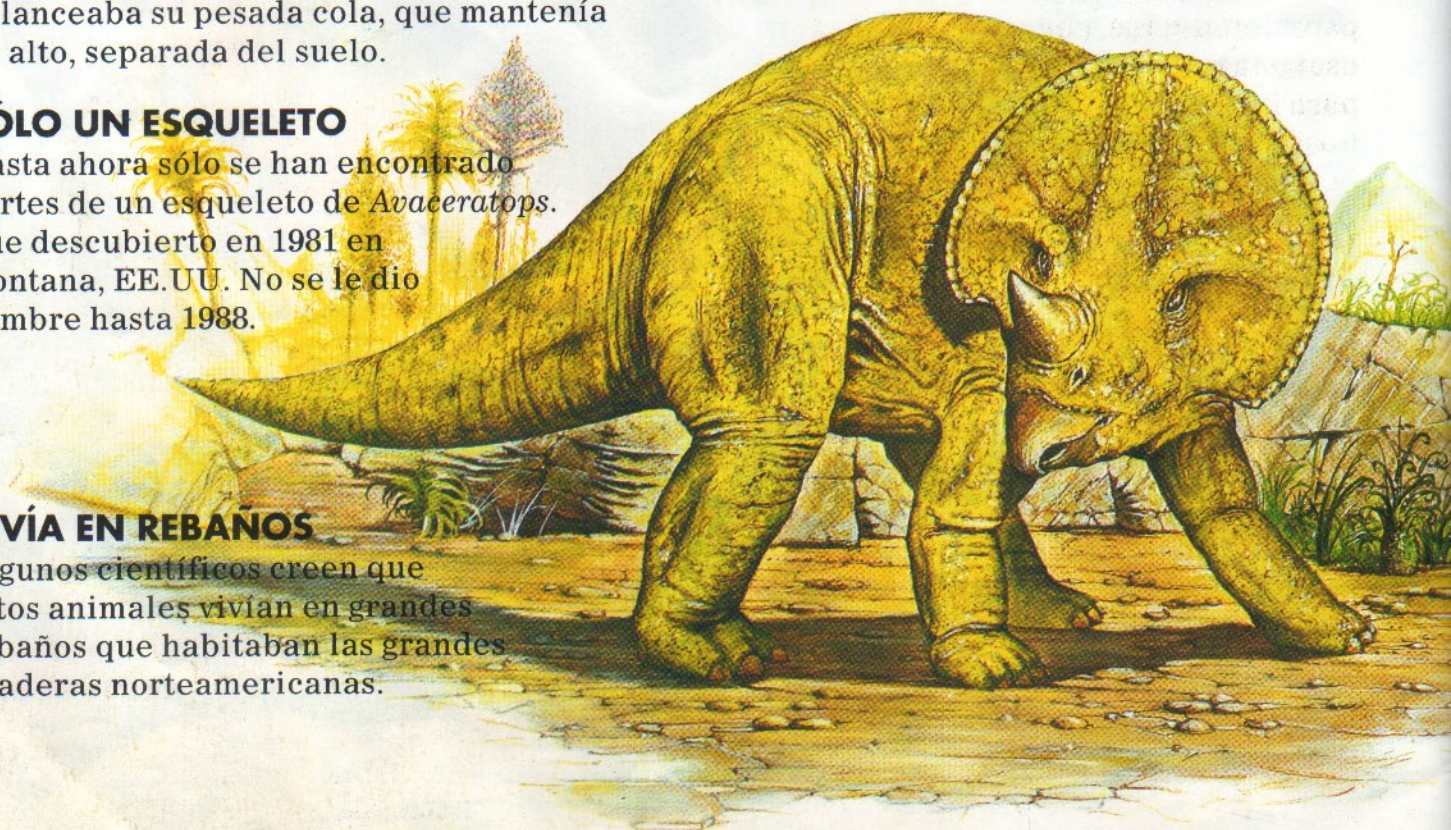 lanceaba su pesada cola, que mantenía
alto, separada del suelo.
ÓLO UN ESQUELETO
asta ahora sólo se han encontrado
rtes de un esqueleto de Avaceratops.
ue descubierto en 1981 en
ontana, EE.UU. No se le dio
mbre hasta 1988.
VÍA EN REBAÑOS
gunos científicos creen que
tos animales vivían en grandes
baños que habitaban las grandes
aderas norteamericanas.